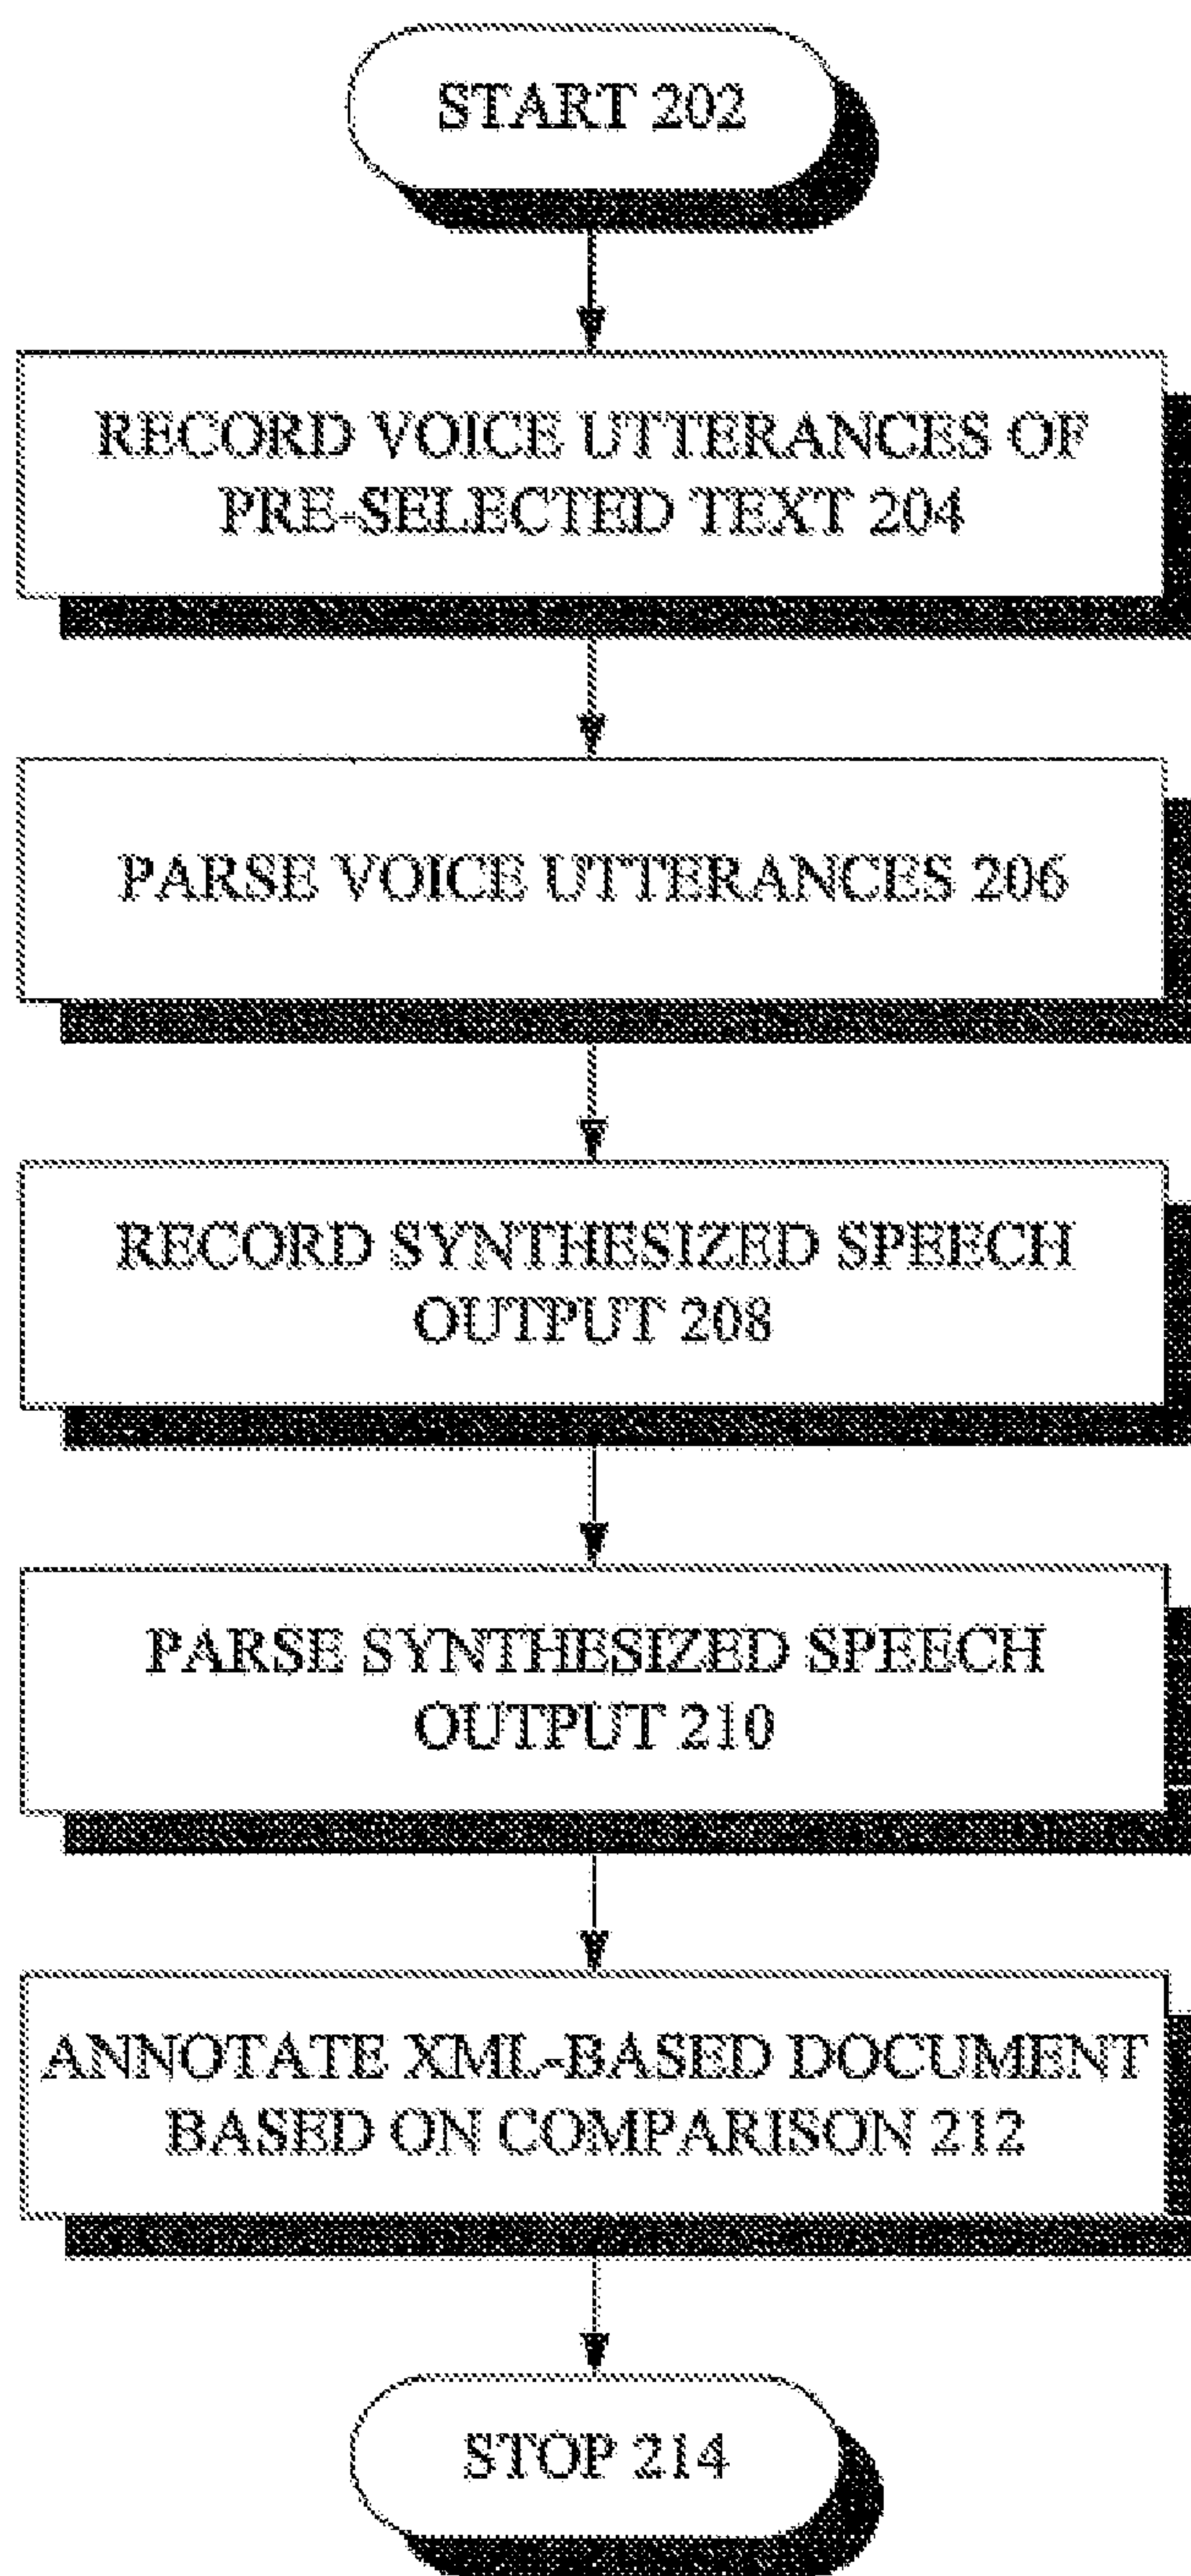 START 202
RECORD VOICE UTTERANCES OF
PRE-SELECTED TEXT 204
PARSE VOICE UTTERANCES 206
RECORD SYNTHESIZED SPEECH
OUTPUT 208
PARSE SYNTHESIZED SPEECH
OUTPUT 210
ANNOTATE XML-BASED DOCUMENT
BASED ON COMPARISON 212
STOP 214